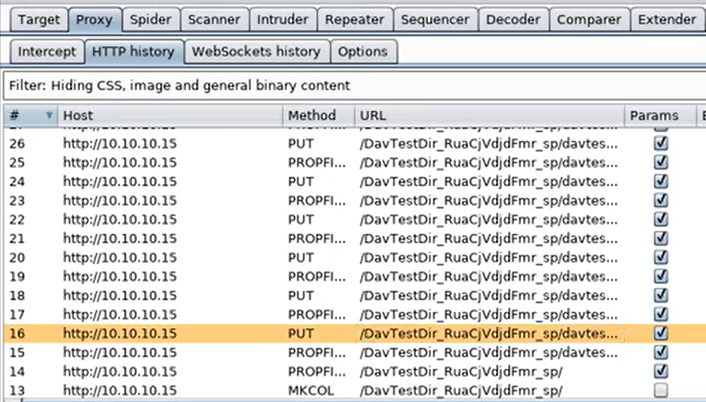 Target Proxy Spider Scanner Intruder Repeater Sequencer Decoder Comparer Extender
Intercept HTTP history WebSockets history Options
Filter: Hiding CSS, image and general binary content
# Host Method URL Params
26 http://10.10.10.15 PUT /DavTestDir_RuaCjVdjdFmr_sp/davtes...
25 http://10.10.10.15 PROPFI... /DavTestDir_RuaCjVdjdFmr_sp/davtes...
24 http://10.10.10.15 PUT /DavTestDir_RuaCjVdjdFmr_sp/davtes...
23 http://10.10.10.15 PROPFI... /DavTestDir_RuaCjVdjdFmr_sp/davtes...
22 http://10.10.10.15 PUT /DavTestDir_RuaCjVdjdFmr_sp/davtes...
21 http://10.10.10.15 PROPFI... /DavTestDir_RuaCjVdjdFmr_sp/davtes...
20 http://10.10.10.15 PUT /DavTestDir_RuaCjVdjdFmr_sp/davtes...
19 http://10.10.10.15 PROPFI... /DavTestDir_RuaCjVdjdFmr_sp/davtes...
18 http://10.10.10.15 PUT /DavTestDir_RuaCjVdjdFmr_sp/davtes...
17 http://10.10.10.15 PROPFI... /DavTestDir_RuaCjVdjdFmr_sp/davtes...
16 http://10.10.10.15 PUT /DavTestDir_RuaCjVdjdFmr_sp/davtes...
15 http://10.10.10.15 PROPFI... /DavTestDir_RuaCjVdjdFmr_sp/davtes...
14 http://10.10.10.15 PROPFI... /DavTestDir_RuaCjVdjdFmr_sp/
13 http://10.10.10.15 MKCOL /DavTestDir_RuaCjVdjdFmr_sp/